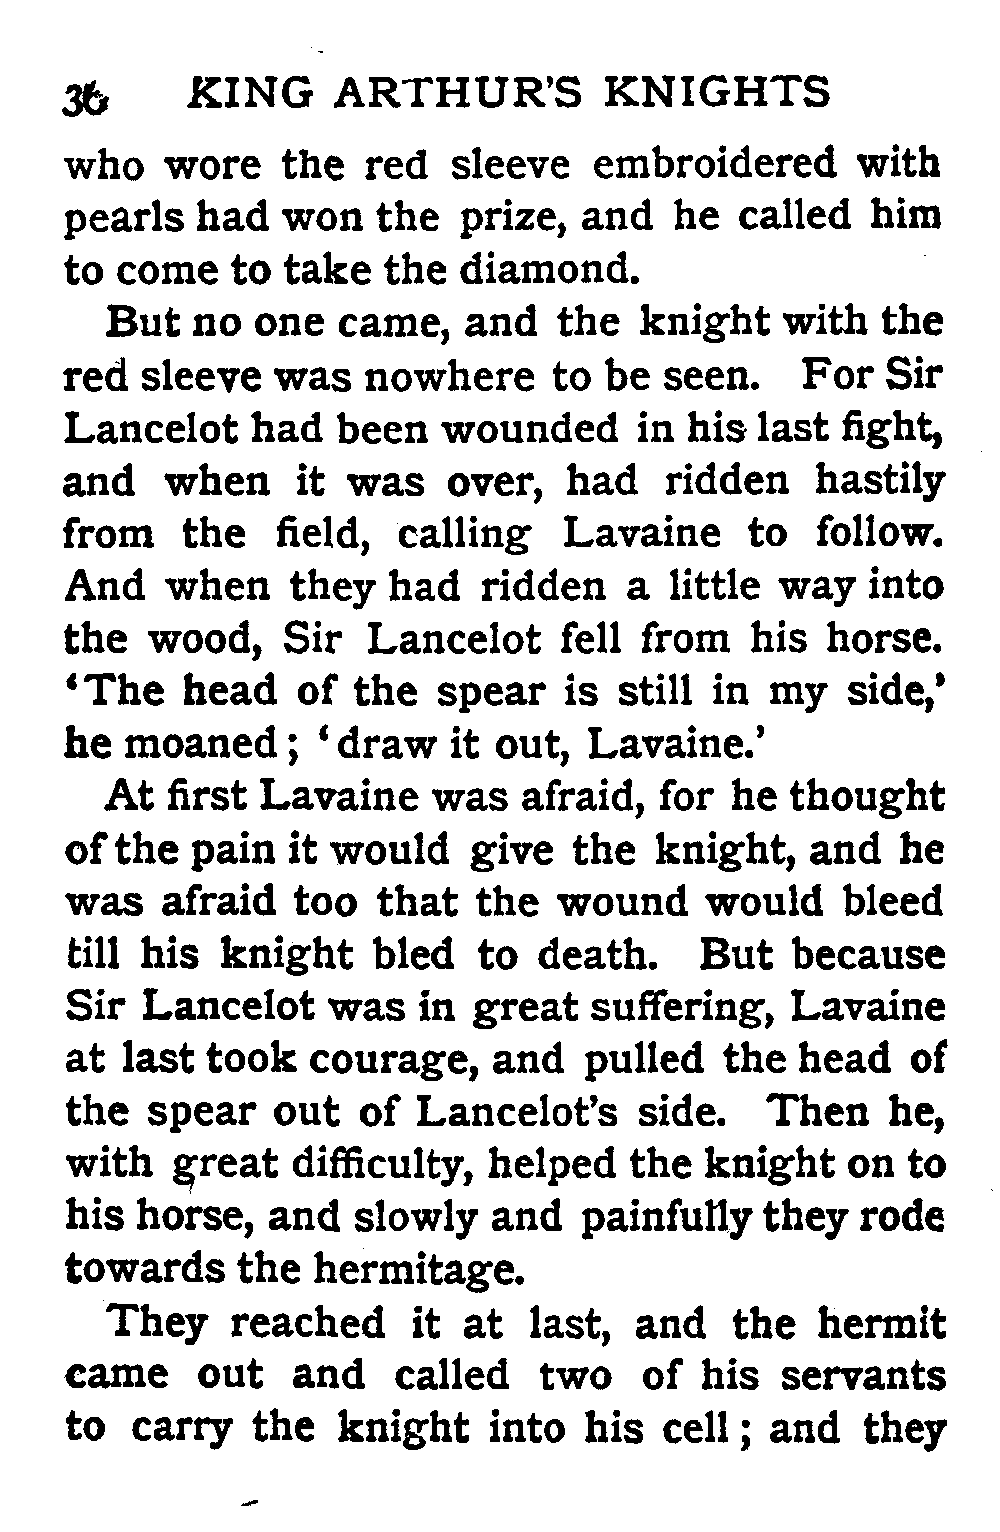 36 KING ARTHUR'S KNIGHTS
who wore the red sleeve embroidered with
pearls had won the prize, and he called him
to come to take the diamond.
But no one came, and the knight with the
red sleeve was nowhere to be seen. For Sir
Lancelot had been wounded in his last fight,
and when it was over, had ridden hastily
from the field, calling Lavaine to follow.
And when they had ridden a little way into
the wood, Sir Lancelot fell from his horse.
‘The head of the spear is still in my side,’
he moaned; ‘draw it out, Lavaine.’
At first Lavaine was afraid, for he thought
of the pain it would give the knight, and he
was afraid too that the wound would bleed
till his knight bled to death. But because
Sir Lancelot was in great suffering, Lavaine
at last took courage, and pulled the head of
the spear out of Lancelot's side. Then he,
with great difficulty, helped the knight on to
his horse, and slowly and painfully they rode
towards the hermitage.
They reached it at last, and the hermit
came out and called two of his servants
to carry the knight into his cell; and they